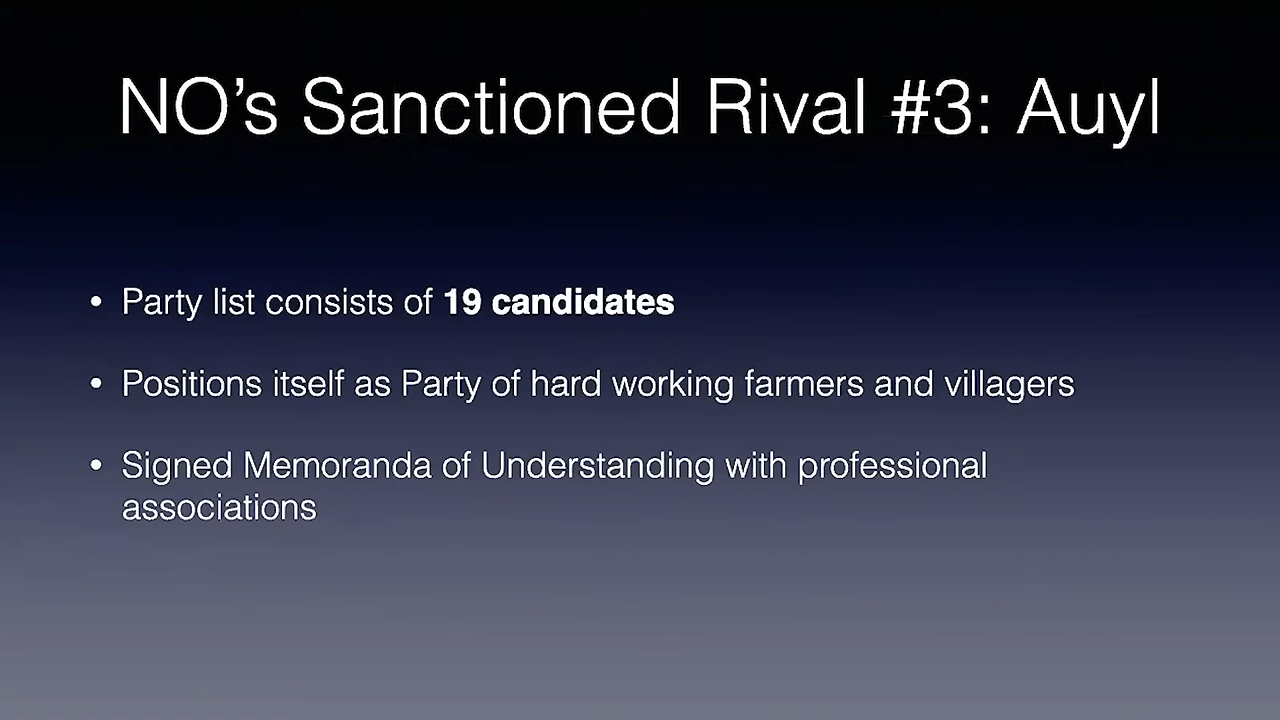 NO’s Sanctioned Rival #3: Auyl
• Party list consists of 19 candidates
• Positions itself as Party of hard working farmers and villagers
• Signed Memoranda of Understanding with professional
associations